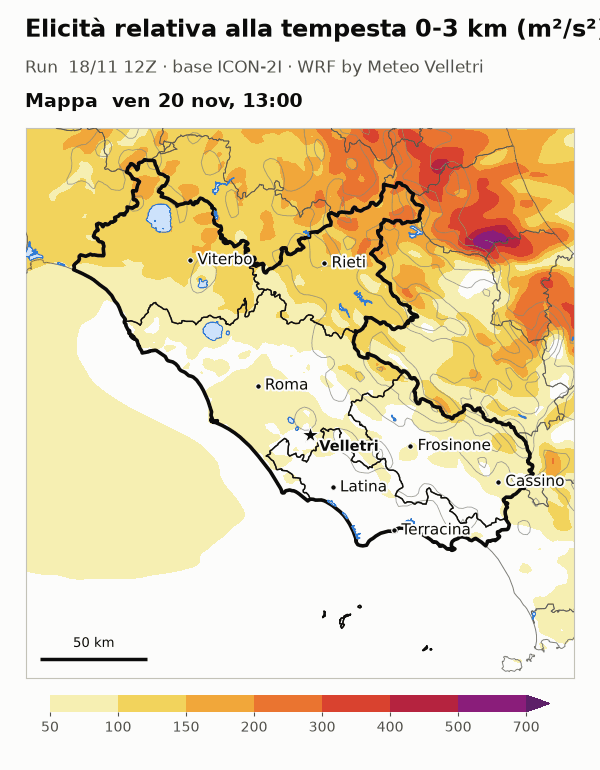 Elicità relativa alla tempesta 0-3 km (m²/s²)
Run  18/11 12Z · base ICON-2I · WRF by Meteo Velletri
Mappa  ven 20 nov, 13:00
Viterbo
Rieti
Roma
Velletri
Frosinone
Cassino
Latina
Terracina
50 km
50 100 150 200 300 400 500 700